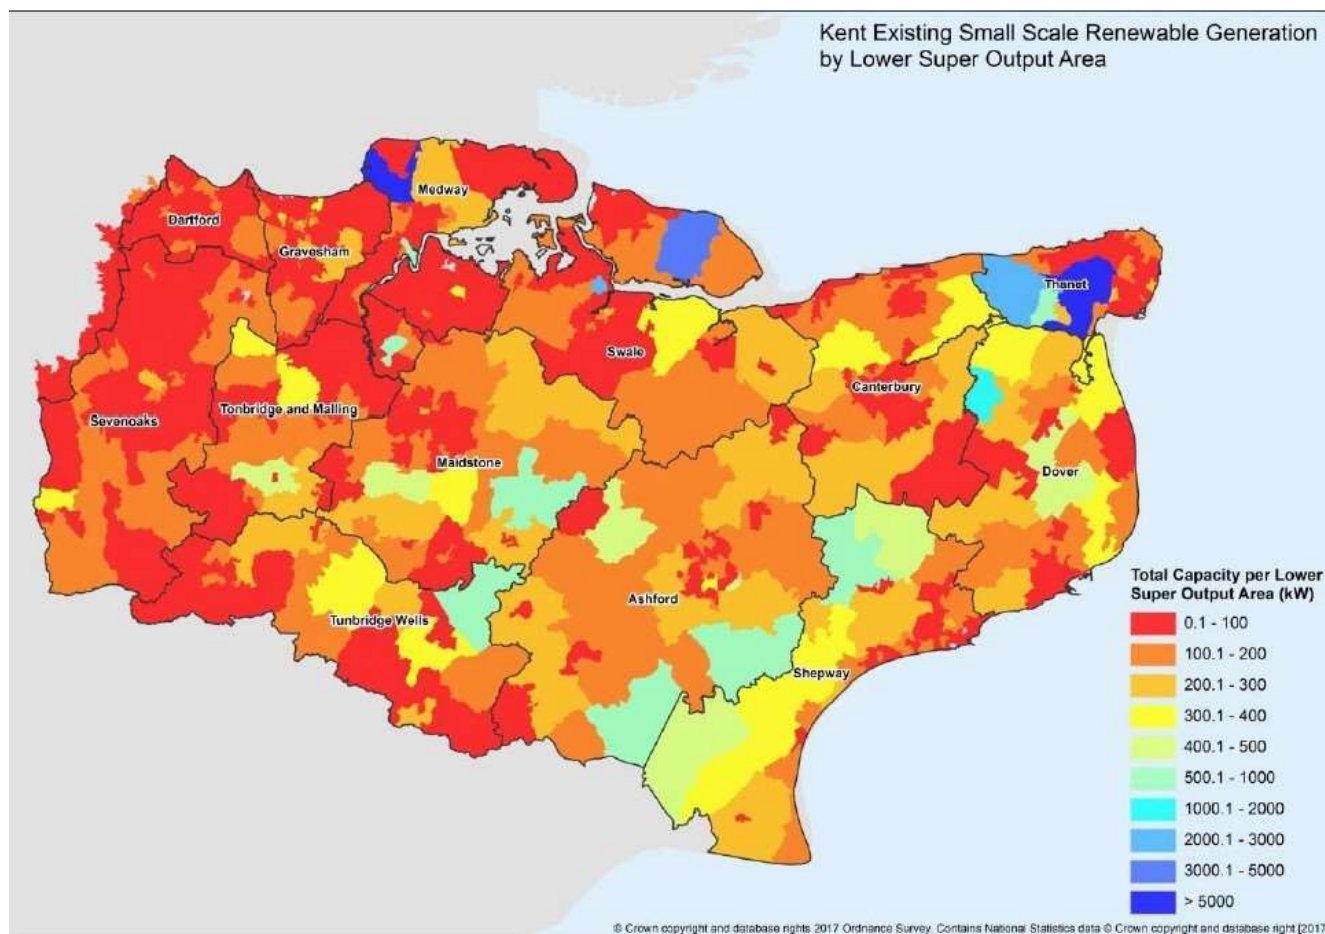 Kent Existing Small Scale Renewable Generation
by Lower Super Output Area
Medway
Dartford
Gravesham
Thanet
Swale
Canterbury
Sevenoaks
Tonbridge and Malling
Maidstone
Dover
Ashford
Tunbridge Wells
Shepway
Total Capacity per Lower
Super Output Area (kW)
0.1 - 100
100.1 - 200
200.1 - 300
300.1 - 400
400.1 - 500
500.1 - 1000
1000.1 - 2000
2000.1 - 3000
3000.1 - 5000
> 5000
© Crown copyright and database rights 2017 Ordnance Survey. Contains National Statistics data © Crown copyright and database right [2017